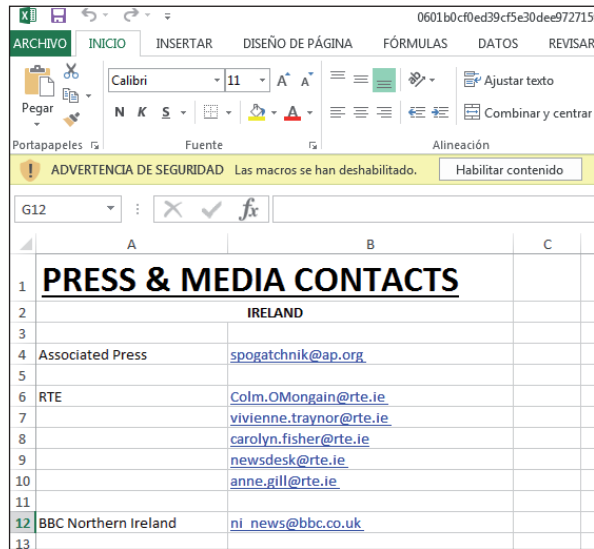 0601b0cf0ed39cf5e30dee972715
ARCHIVO INICIO INSERTAR DISEÑO DE PÁGINA FÓRMULAS DATOS REVISAR
Pegar
Calibri 11
N K S A
Ajustar texto
Combinar y centrar
Portapapeles Fuente Alineación
ADVERTENCIA DE SEGURIDAD Las macros se han deshabilitado. Habilitar contenido
G12 fx
A B C
1 PRESS & MEDIA CONTACTS
2 IRELAND
3
4 Associated Press spogatchnik@ap.org
5
6 RTE Colm.OMongain@rte.ie
7 vivienne.traynor@rte.ie
8 carolyn.fisher@rte.ie
9 newsdesk@rte.ie
10 anne.gill@rte.ie
11
12 BBC Northern Ireland ni_news@bbc.co.uk
13